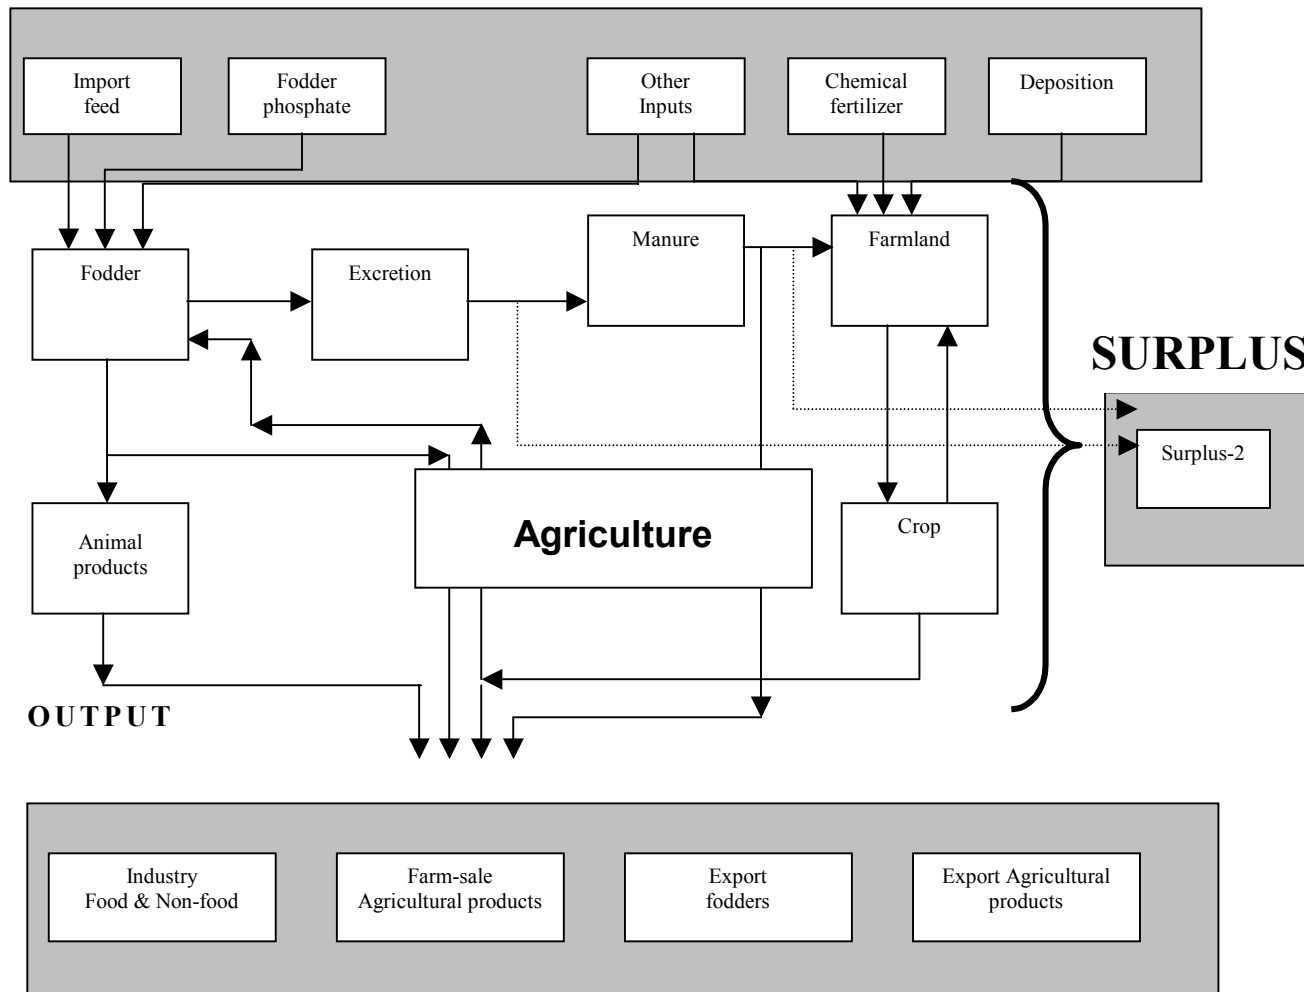 Import
feed
Fodder
phosphate
Other
Inputs
Chemical
fertilizer
Deposition
Manure
Farmland
Fodder
Excretion
SURPLUS
Surplus-2
Agriculture
Crop
Animal
products
OUTPUT
Industry
Food & Non-food
Farm-sale
Agricultural products
Export
fodders
Export Agricultural
products